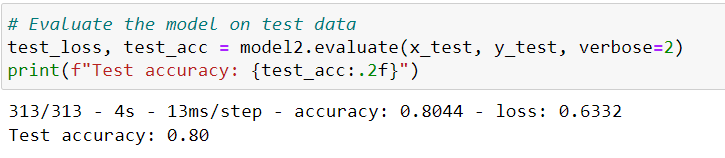 # Evaluate the model on test data
test_loss, test_acc = model2.evaluate(x_test, y_test, verbose=2)
print(f"Test accuracy: {test_acc:.2f}")
313/313 - 4s - 13ms/step - accuracy: 0.8044 - loss: 0.6332
Test accuracy: 0.80